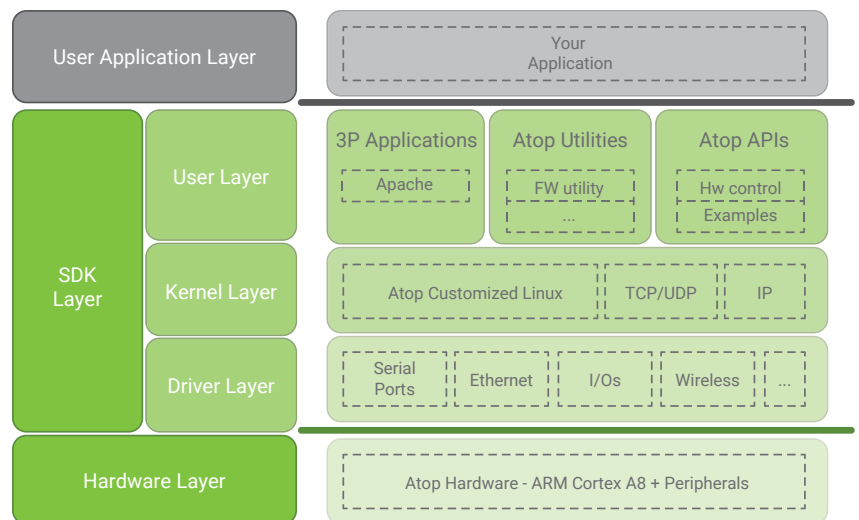 User Application Layer
Your
Application
SDK
Layer
User Layer
3P Applications
Apache
Atop Utilities
FW utility
...
Atop APIs
Hw control
Examples
Kernel Layer
Atop Customized Linux
TCP/UDP
IP
Driver Layer
Serial
Ports
Ethernet
I/Os
Wireless
...
Hardware Layer
Atop Hardware - ARM Cortex A8 + Peripherals